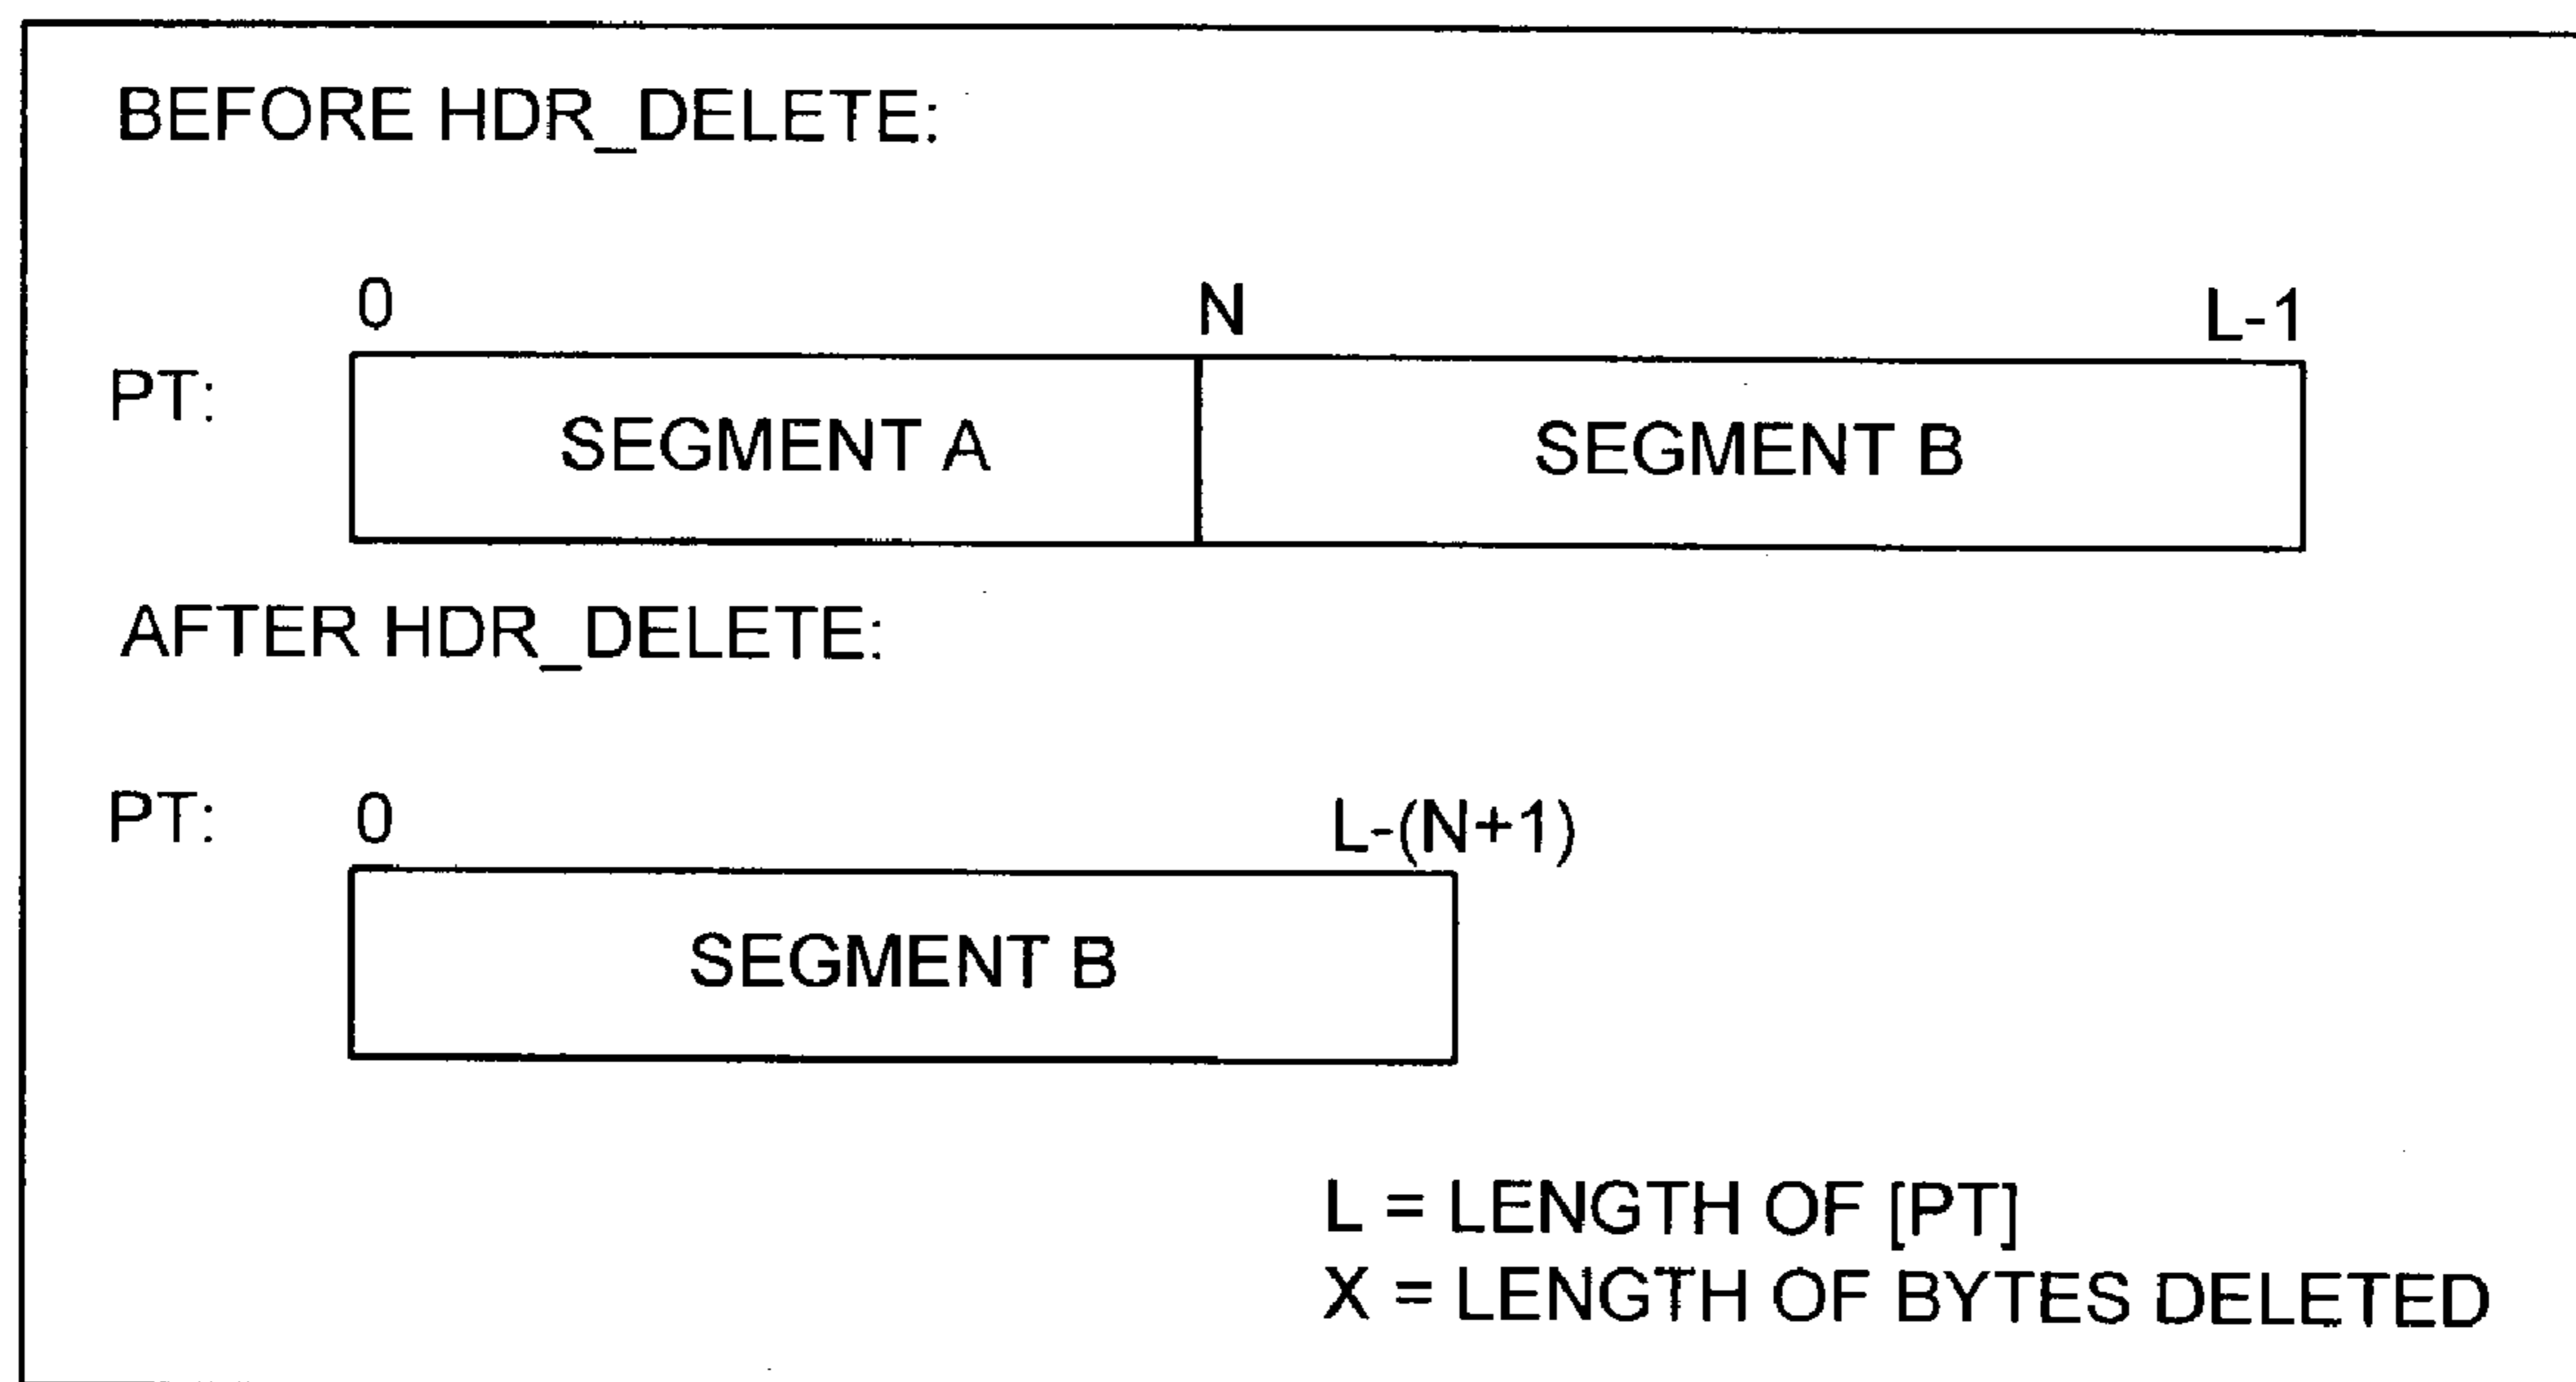 BEFORE HDR_DELETE:
0 N L-1
PT:
SEGMENT A SEGMENT B
AFTER HDR_DELETE:
PT: 0 L-(N+1)
SEGMENT B
L = LENGTH OF [PT]
X = LENGTH OF BYTES DELETED